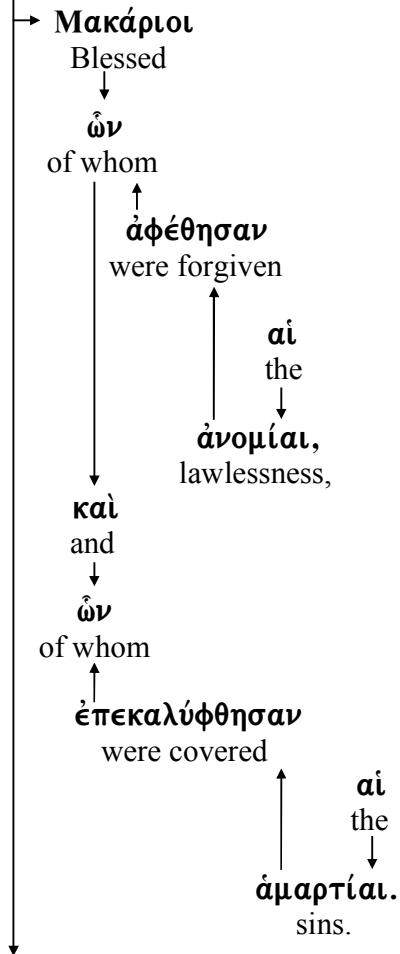 Μακάριοι
Blessed
ὧν
of whom
ἀφέθησαν
were forgiven
αἱ
the
ἀνομίαι,
lawlessness,
καὶ
and
ὧν
of whom
ἐπεκαλύφθησαν
were covered
αἱ
the
ἁμαρτίαι.
sins.